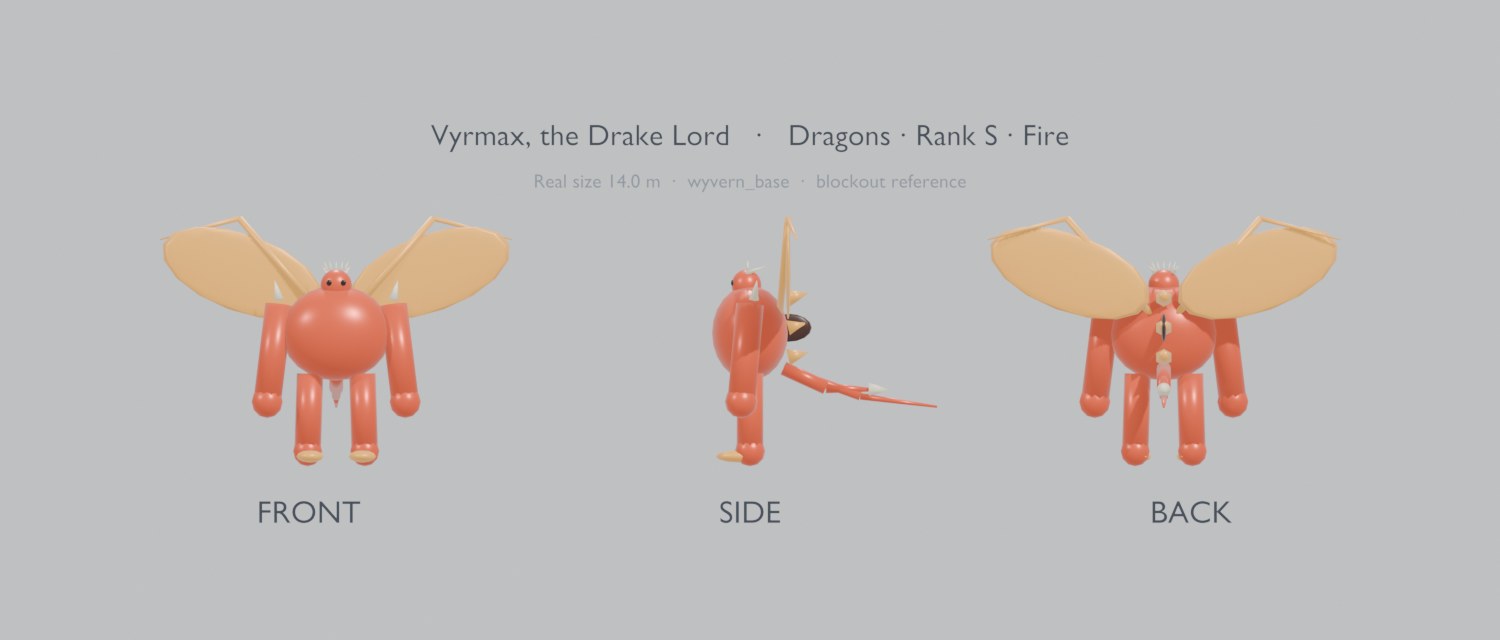 Vyrmax, the Drake Lord · Dragons · Rank S · Fire
Real size 14.0 m · wyvern_base · blockout reference
FRONT
SIDE
BACK